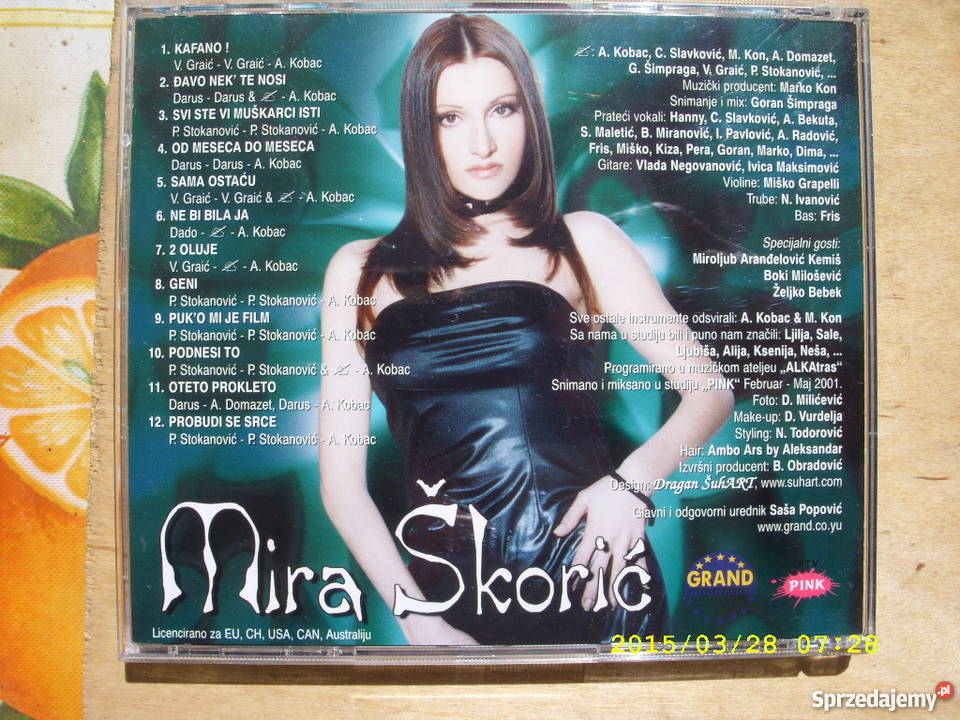 1. KAFANO !
V. Graić - V. Graić - A. Kobac
2. ĐAVO NEK' TE NOSI
Darus - Darus & ✍ - A. Kobac
3. SVI STE VI MUŠKARCI ISTI
P. Stokanović - P. Stokanović - A. Kobac
4. OD MESECA DO MESECA
Darus - Darus - A. Kobac
5. SAMA OSTAĆU
V. Graić - V. Graić & ✍ - A. Kobac
6. NE BI BILA JA
Dado - ✍ - A. Kobac
7. 2 OLUJE
V. Graić - ✍ - A. Kobac
8. GENI
P. Stokanović - P. Stokanović - A. Kobac
9. PUK'O MI JE FILM
P. Stokanović - P. Stokanović - A. Kobac
10. PODNESI TO
P. Stokanović - P. Stokanović & ✍ - A. Kobac
11. OTETO PROKLETO
Darus - A. Domazet, Darus - A. Kobac
12. PROBUDI SE SRCE
P. Stokanović - P. Stokanović - A. Kobac
✍: A. Kobac, C. Slavković, M. Kon, A. Domazet,
G. Šimpraga, V. Graić, P. Stokanović, ...
Muzički producent: Marko Kon
Snimanje i mix: Goran Šimpraga
Prateći vokali: Hanny, C. Slavković, A. Bekuta,
S. Maletić, B. Miranović, I. Pavlović, A. Radović,
Fris, Miško, Kiza, Pera, Goran, Marko, Dima, ...
Gitare: Vlada Negovanović, Ivica Maksimović
Violine: Miško Grapelli
Trube: N. Ivanović
Bas: Fris
Specijalni gosti:
Miroljub Aranđelović Kemiš
Boki Milošević
Željko Bebek
Sve ostale instrumente odsvirali: A. Kobac & M. Kon
Sa nama u studiju bili i puno nam značili: Ljilja, Sale,
Ljubiša, Alija, Ksenija, Neša, ...
Programirano u muzičkom ateljeu „ALKAtras“
Snimano i miksano u studiju „PINK“ Februar - Maj 2001.
Foto: D. Milićević
Make-up: D. Vurdelja
Styling: N. Todorović
Hair: Ambo Ars by Aleksandar
Izvršni producent: B. Obradović
Design: Dragan ŠuhART, www.suhart.com
Glavni i odgovorni urednik Saša Popović
www.grand.co.yu
Mira Škorić
GRAND
PRODUCTION
RTV
PINK
Licencirano za EU, CH, USA, CAN, Australiju
2015/03/28 07:28
Sprzedajemy.pl